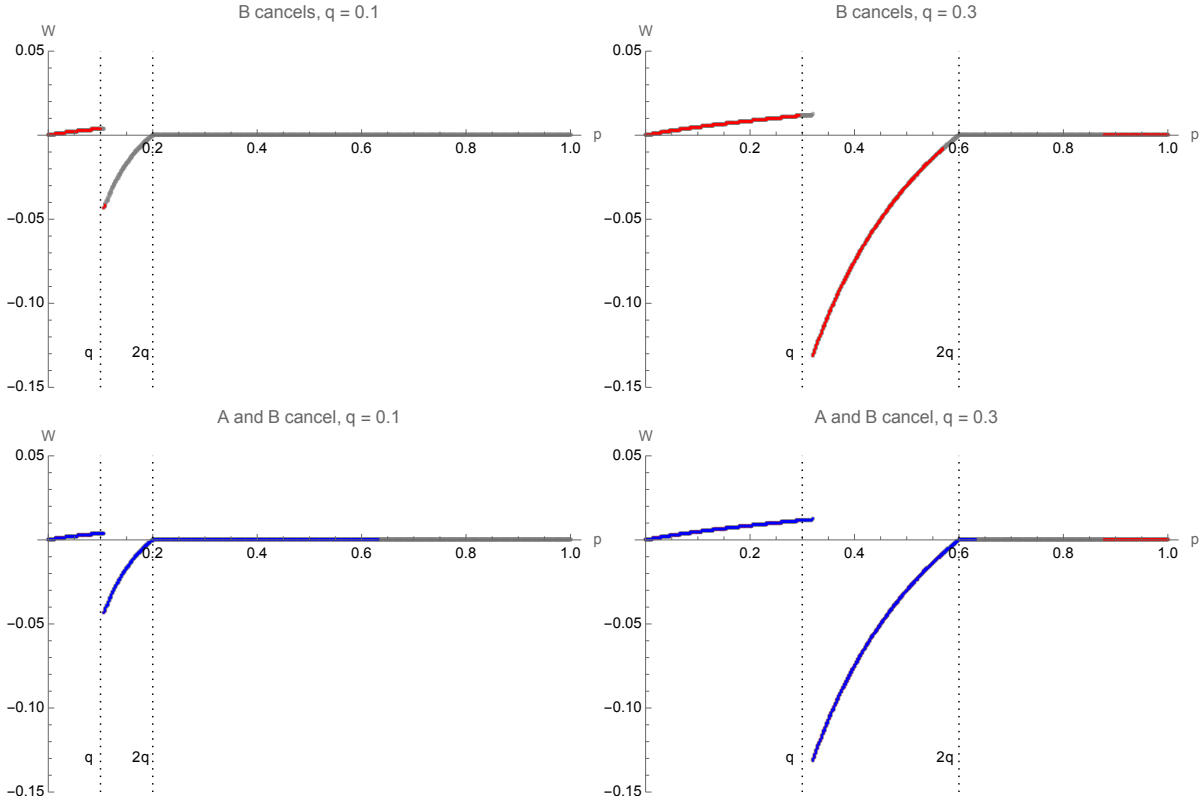 B cancels, q = 0.1
W
0.05
0.2
0.4
0.6
0.8
1.0
p
−0.05
−0.10
−0.15
q
2q
B cancels, q = 0.3
W
0.05
0.2
0.4
0.6
0.8
1.0
p
−0.05
−0.10
−0.15
q
2q
A and B cancel, q = 0.1
W
0.05
0.2
0.4
0.6
0.8
1.0
p
−0.05
−0.10
−0.15
q
2q
A and B cancel, q = 0.3
W
0.05
0.2
0.4
0.6
0.8
1.0
p
−0.05
−0.10
−0.15
q
2q